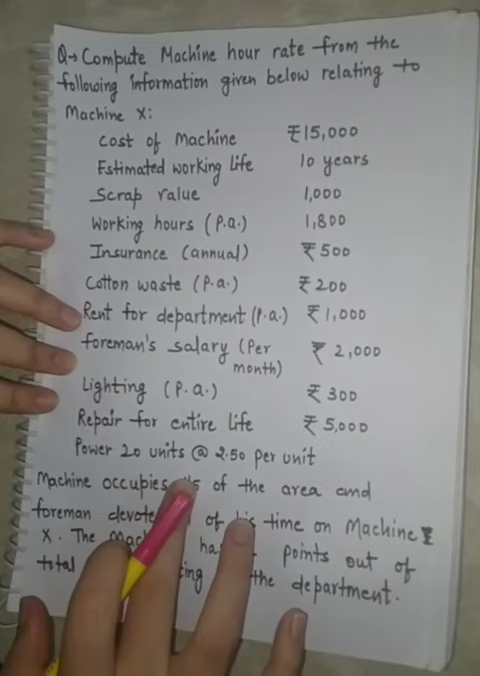 Q→ Compute Machine hour rate from the
following information given below relating to
Machine X:
Cost of Machine ₹15,000
Estimated working life 10 years
Scrap value 1,000
Working hours (P.a.) 1,800
Insurance (annual) ₹500
Cotton waste (P.a.) ₹200
Rent for department (P.a.) ₹1,000
foreman's salary (Per month) ₹2,000
Lighting (P.a.) ₹300
Repair for entire life ₹5,000
Power 20 units @ 2.50 per unit
Machine occupies of the area and
foreman of his time on Machine
X. The points out of
total the department.